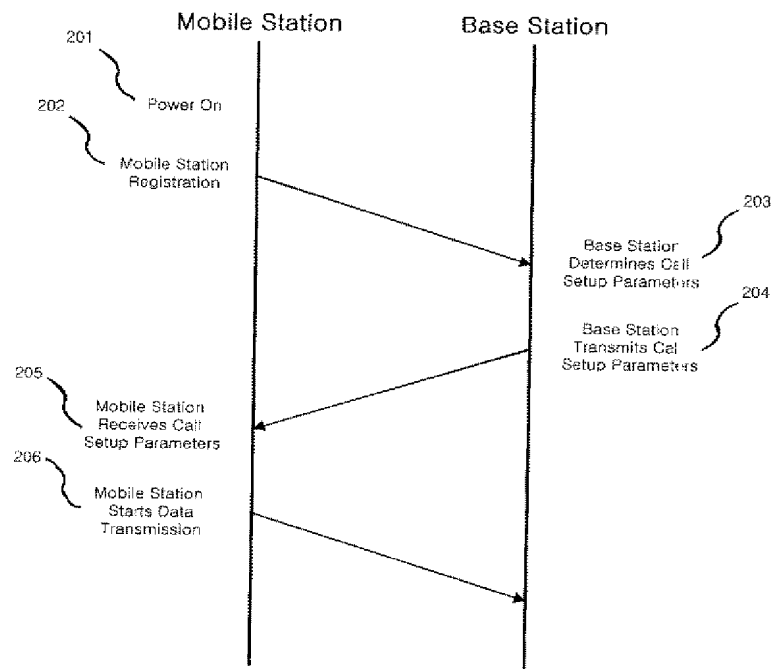 Mobile Station
Base Station
201
Power On
202
Mobile Station
Registration
203
Base Station
Determines Call
Setup Parameters
204
Base Station
Transmits Cal
Setup Parameters
205
Mobile Station
Receives Call
Setup Parameters
206
Mobile Station
Starts Data
Transmission